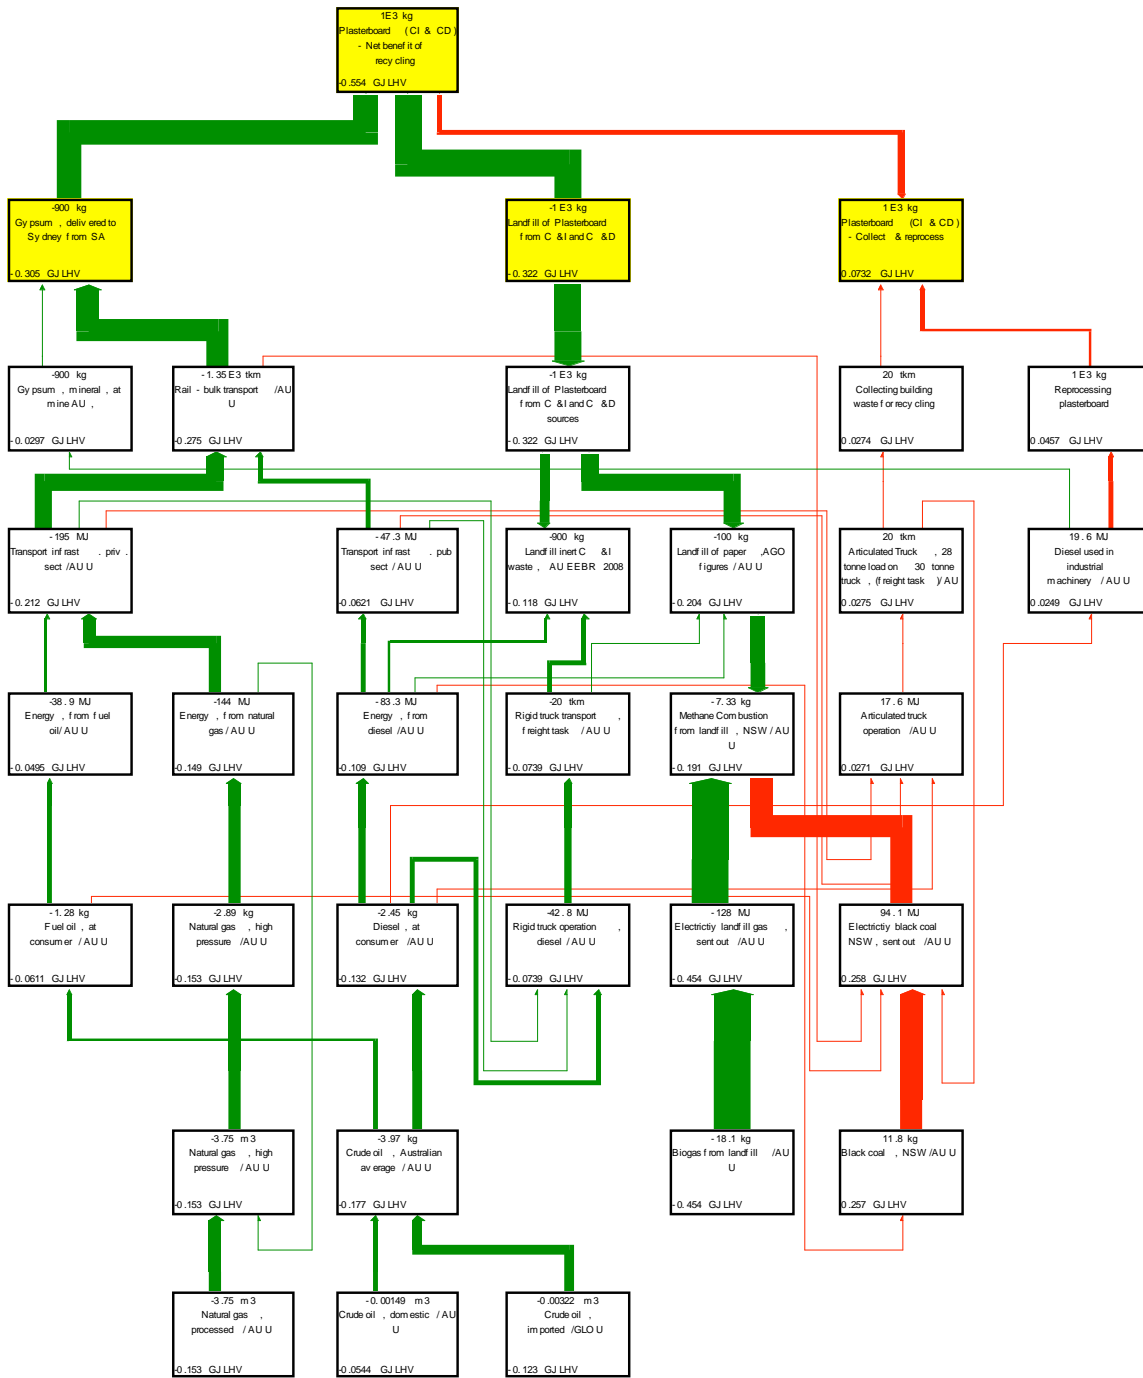 1E3 kg
Plasterboard (CI & CD)
- Net benefit of
recycling
-0.554 GJ LHV
-900 kg
Gypsum , delivered to
Sydney from SA
-0.305 GJ LHV
-1E3 kg
Landfill of Plasterboard
from C &I and C &D
-0.322 GJ LHV
1E3 kg
Plasterboard (CI & CD)
- Collect & reprocess
0.0732 GJ LHV
-900 kg
Gypsum , mineral , at
mine AU ,
-0.0297 GJ LHV
-1.35E3 tkm
Rail - bulk transport /AU
U
-0.275 GJ LHV
-1E3 kg
Landfill of Plasterboard
from C &I and C &D
sources
-0.322 GJ LHV
20 tkm
Collecting building
waste for recycling
0.0274 GJ LHV
1E3 kg
Reprocessing
plasterboard
0.0457 GJ LHV
-195 MJ
Transport infrast . priv .
sect /AU U
-0.212 GJ LHV
-47.3 MJ
Transport infrast . pub
sect /AU U
-0.0621 GJ LHV
-900 kg
Landfill inert C &I
waste , AU EEBR 2008
-0.118 GJ LHV
-100 kg
Landfill of paper ,AGO
figures /AU U
-0.204 GJ LHV
20 tkm
Articulated Truck , 28
tonne load on 30 tonne
truck , (freight task )/AU
0.0275 GJ LHV
19.6 MJ
Diesel used in
industrial
machinery /AU U
0.0249 GJ LHV
-38.9 MJ
Energy , from fuel
oil/AU U
-0.0495 GJ LHV
-144 MJ
Energy , from natural
gas/AU U
-0.149 GJ LHV
-83.3 MJ
Energy , from
diesel /AU U
-0.109 GJ LHV
-20 tkm
Rigid truck transport ,
freight task /AU U
-0.0739 GJ LHV
-7.33 kg
Methane Combustion
from landfill , NSW /AU
U
-0.191 GJ LHV
17.6 MJ
Articulated truck
operation /AU U
0.0271 GJ LHV
-1.28 kg
Fuel oil , at
consumer /AU U
-0.0611 GJ LHV
-2.89 kg
Natural gas , high
pressure /AU U
-0.153 GJ LHV
-2.45 kg
Diesel , at
consumer /AU U
-0.132 GJ LHV
-42.8 MJ
Rigid truck operation ,
diesel /AU U
-0.0739 GJ LHV
-128 MJ
Electrictiy landfill gas ,
sent out /AU U
-0.454 GJ LHV
94.1 MJ
Electrictiy black coal
NSW , sent out /AU U
0.258 GJ LHV
-3.75 m3
Natural gas , high
pressure /AU U
-0.153 GJ LHV
-3.97 kg
Crude oil , Australian
average /AU U
-0.177 GJ LHV
-18.1 kg
Biogas from landfill /AU
U
-0.454 GJ LHV
11.8 kg
Black coal , NSW /AU U
0.257 GJ LHV
-3.75 m3
Natural gas ,
processed /AU U
-0.153 GJ LHV
-0.00149 m3
Crude oil , domestic /AU
U
-0.0544 GJ LHV
-0.00322 m3
Crude oil ,
imported /GLO U
-0.123 GJ LHV